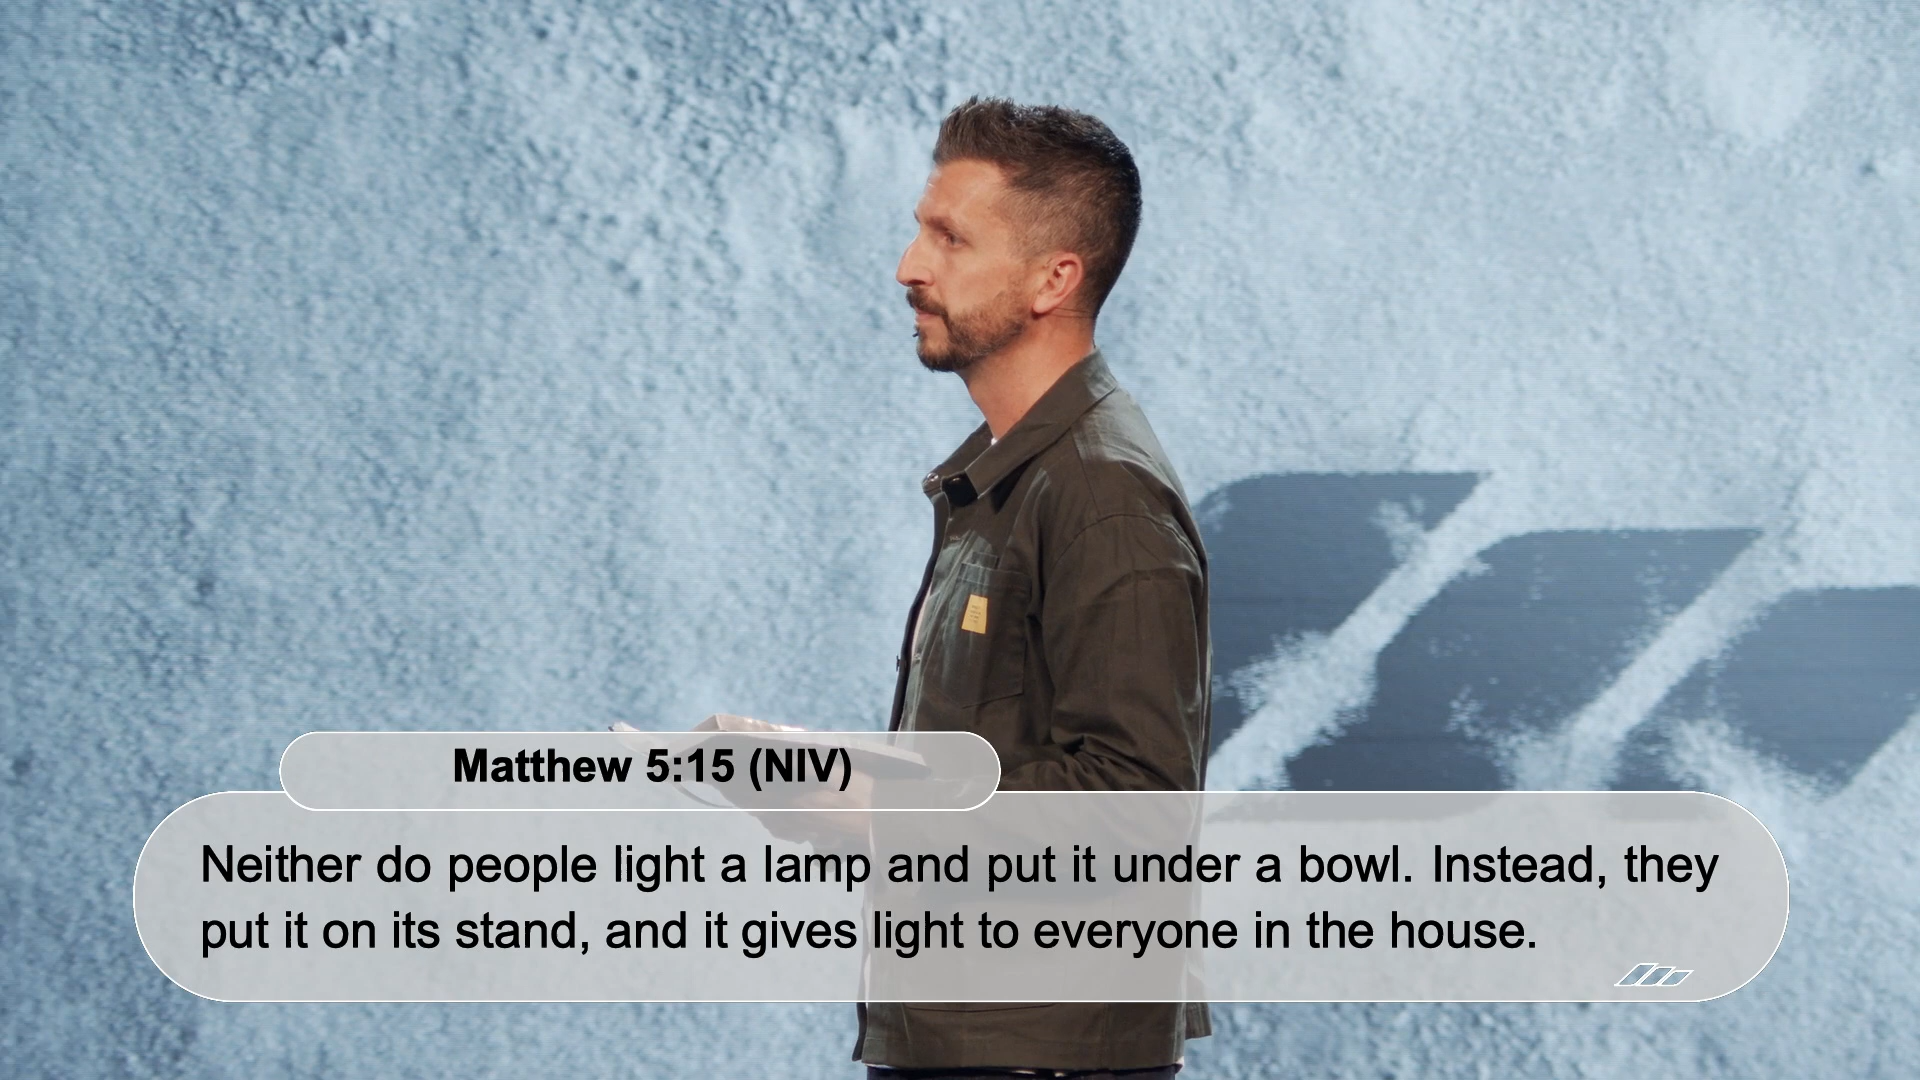 Matthew 5:15 (NIV)
Neither do people light a lamp and put it under a bowl. Instead, they
put it on its stand, and it gives light to everyone in the house.